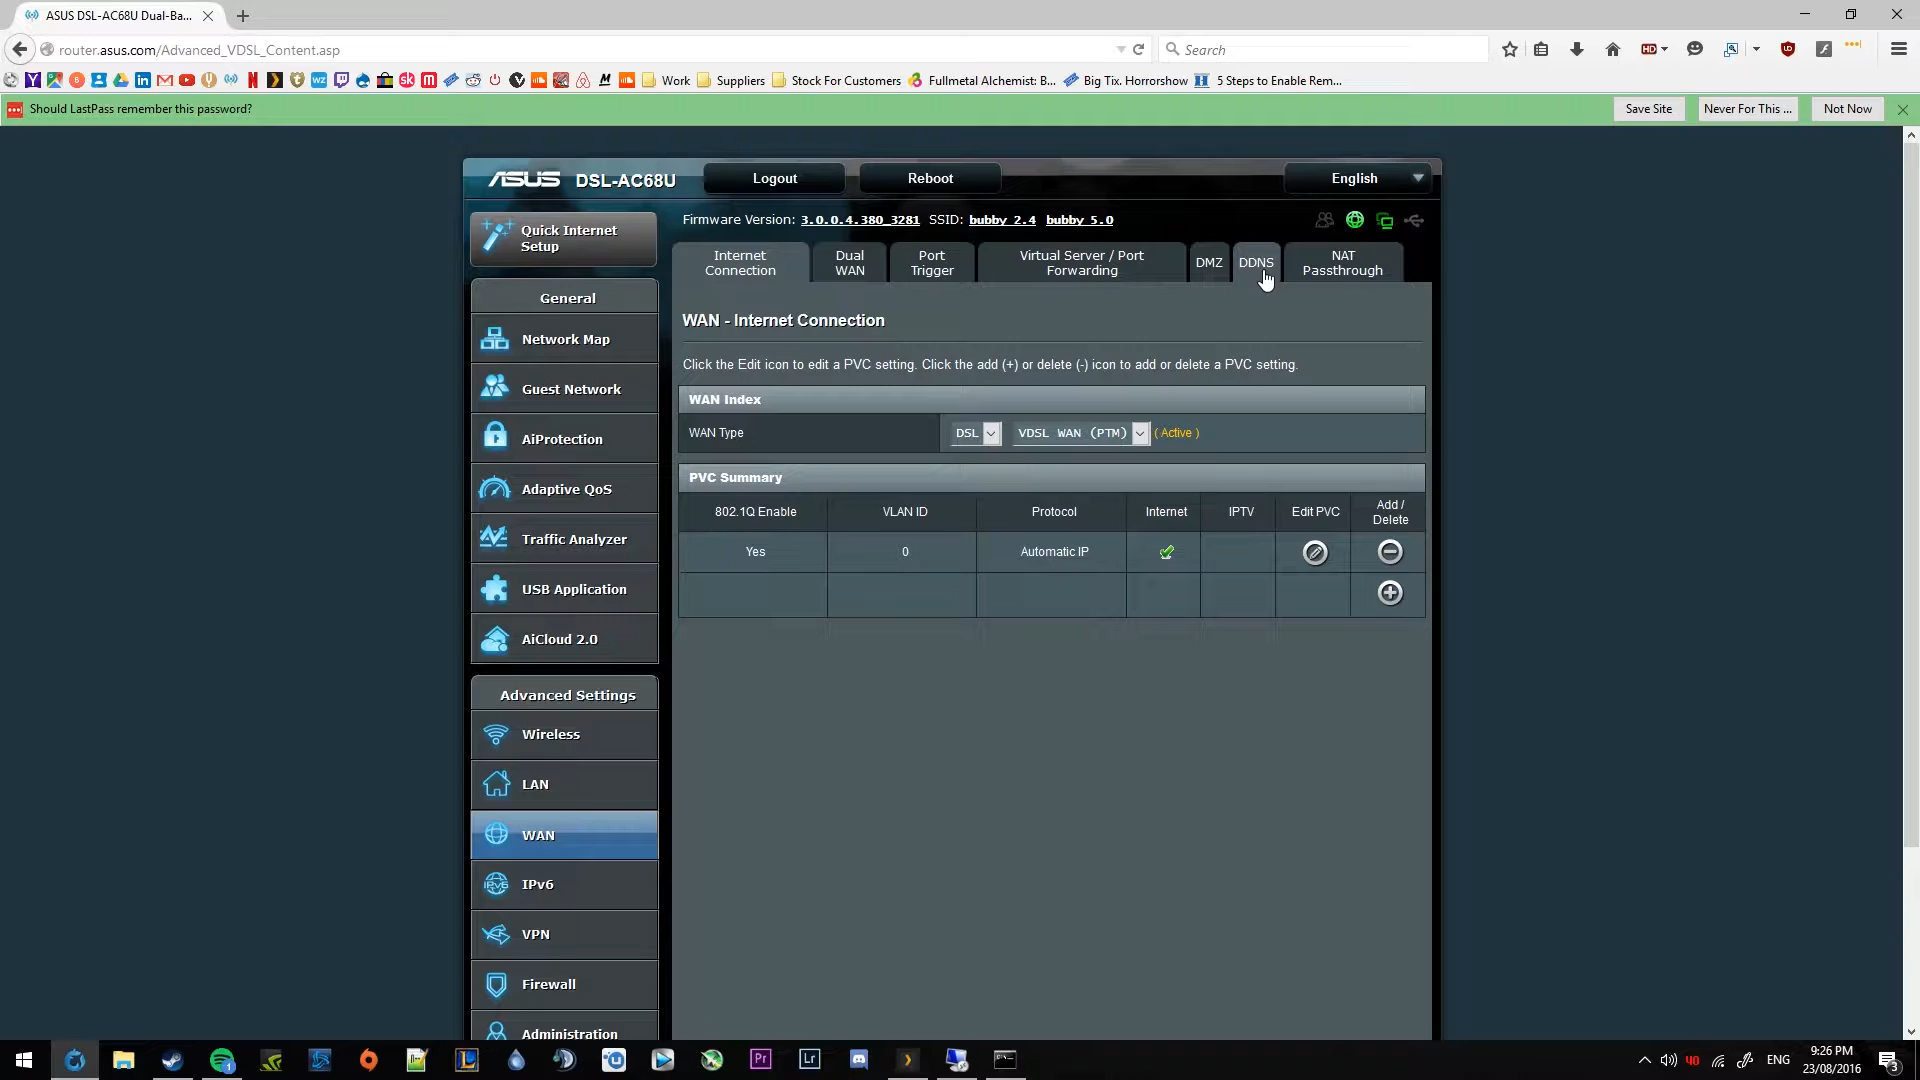 ASUS DSL-AC68U Dual-Ba...
router.asus.com/Advanced_VDSL_Content.asp
Search
Work
Suppliers
Stock For Customers
Fullmetal Alchemist: B...
Big Tix. Horrorshow
5 Steps to Enable Rem...
Should LastPass remember this password?
Save Site
Never For This ...
Not Now
ASUS DSL-AC68U
Logout
Reboot
English
Quick Internet
Setup
Firmware Version: 3.0.0.4.380_3281 SSID: bubby_2.4 bubby_5.0
Internet
Connection
Dual
WAN
Port
Trigger
Virtual Server / Port
Forwarding
DMZ
DDNS
NAT
Passthrough
General
Network Map
Guest Network
AiProtection
Adaptive QoS
Traffic Analyzer
USB Application
AiCloud 2.0
Advanced Settings
Wireless
LAN
WAN
IPv6
VPN
Firewall
Administration
WAN - Internet Connection
Click the Edit icon to edit a PVC setting. Click the add (+) or delete (-) icon to add or delete a PVC setting.
WAN Index
WAN Type
DSL
VDSL WAN (PTM)
( Active )
PVC Summary
802.1Q Enable
VLAN ID
Protocol
Internet
IPTV
Edit PVC
Add /
Delete
Yes
0
Automatic IP
ENG
9:26 PM
23/08/2016